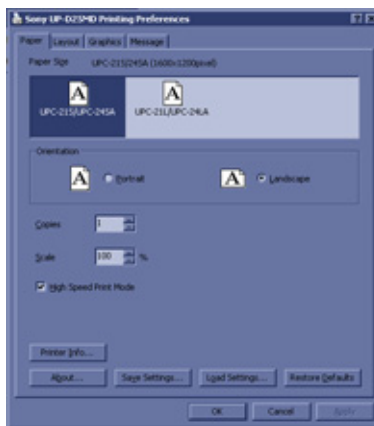 Sony UP-D23MD Printing Preferences
Paper Layout Graphics Message
Paper Size UPC-21S/24SA (1600x1200pixel)
A A
UPC-21S/UPC-24SA UPC-21L/UPC-24LA
Orientation
A Portrait A Landscape
Copies 1
Scale 100 %
High Speed Print Mode
Printer Info...
About... Save Settings... Load Settings... Restore Defaults
OK Cancel Apply